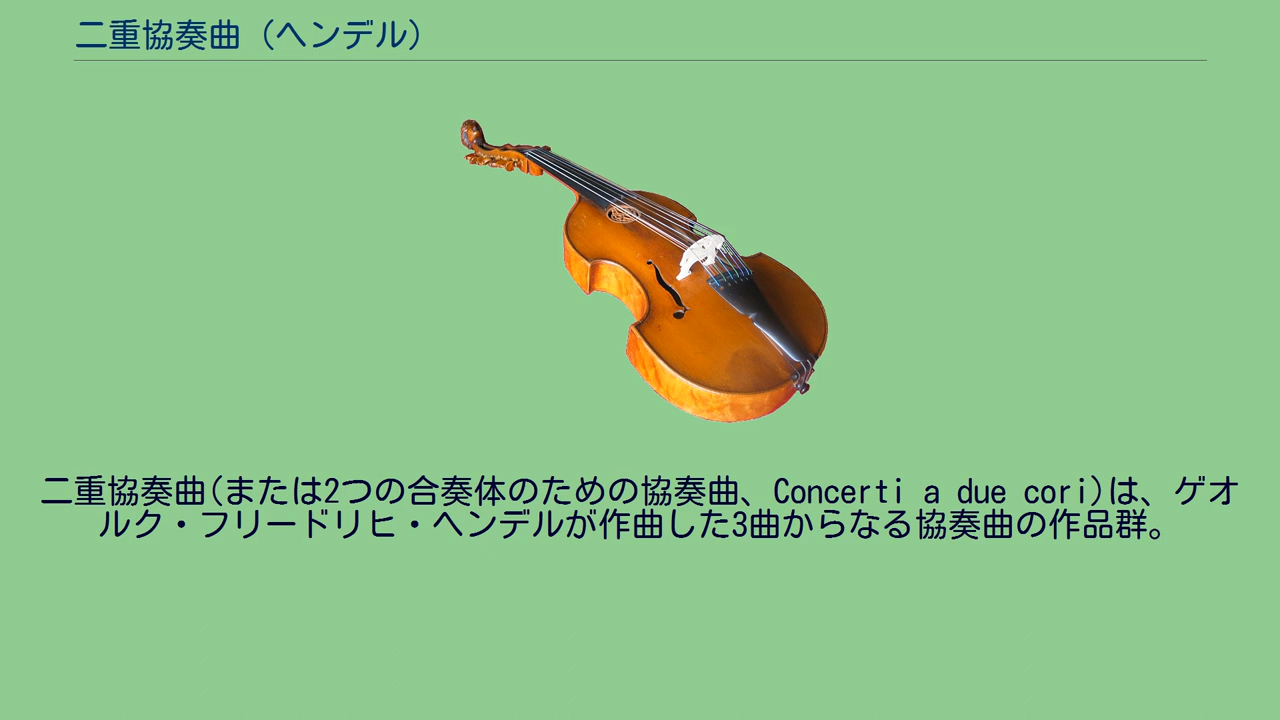 二重協奏曲 (ヘンデル)
二重協奏曲(または2つの合奏体のための協奏曲、Concerti a due cori)は、ゲオ
ルク・フリードリヒ・ヘンデルが作曲した3曲からなる協奏曲の作品群。